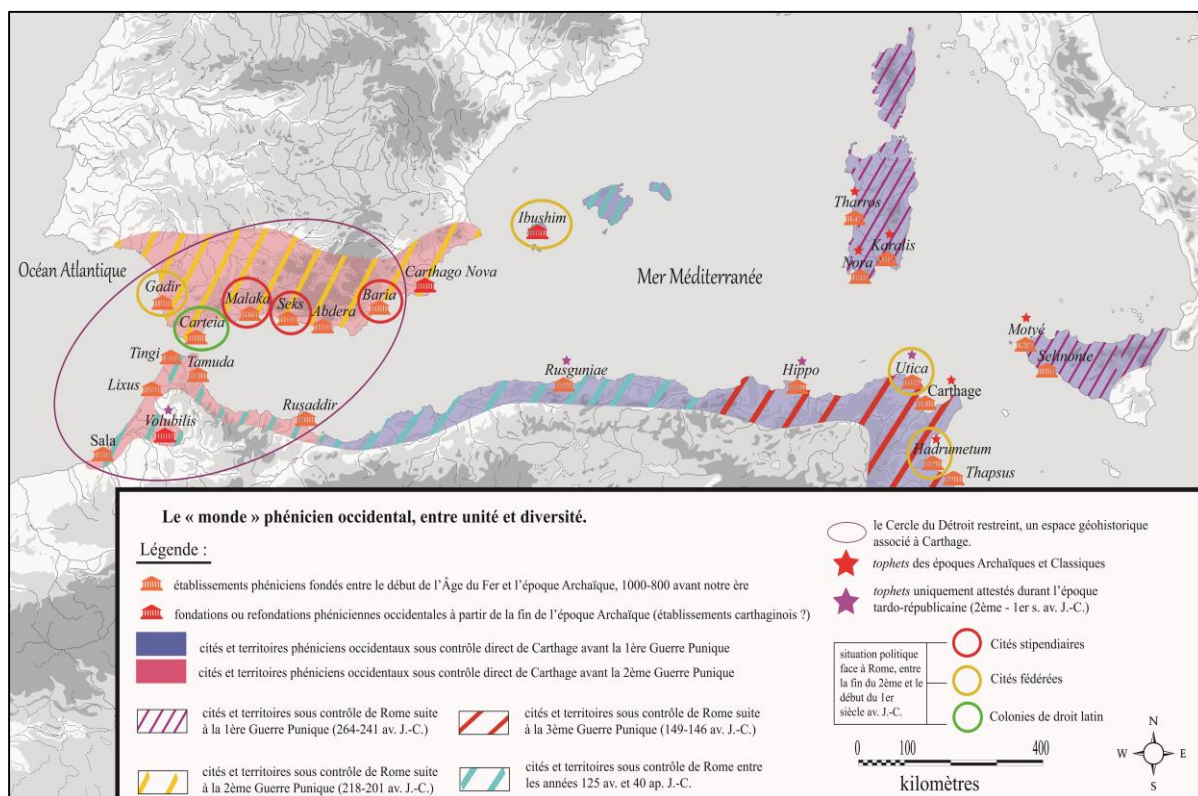 Océan Atlantique
Mer Méditerranée
Ibushim
Tharros
Karalis
Nora
Gadir
Malaka
Seks
Abdera
Baria
Carthago Nova
Carteia
Tingi
Tamuda
Lixus
Volubilis
Sala
Rusaddir
Rusguniae
Hippo
Utica
Carthage
Hadrumetum
Thapsus
Motyé
Selinonte
Le « monde » phénicien occidental, entre unité et diversité.
Légende :
établissements phéniciens fondés entre le début de l'Âge du Fer et l'époque Archaïque, 1000-800 avant notre ère
fondations ou refondations phéniciennes occidentales à partir de la fin de l'époque Archaïque (établissements carthaginois ?)
cités et territoires phéniciens occidentaux sous contrôle direct de Carthage avant la 1ère Guerre Punique
cités et territoires phéniciens occidentaux sous contrôle direct de Carthage avant la 2ème Guerre Punique
cités et territoires sous contrôle de Rome suite
à la 1ère Guerre Punique (264-241 av. J.-C.)
cités et territoires sous contrôle de Rome suite
à la 3ème Guerre Punique (149-146 av. J.-C.)
cités et territoires sous contrôle de Rome suite
à la 2ème Guerre Punique (218-201 av. J.-C.)
cités et territoires sous contrôle de Rome entre
les années 125 av. et 40 ap. J.-C.
le Cercle du Détroit restreint, un espace géohistorique
associé à Carthage.
tophets des époques Archaïques et Classiques
tophets uniquement attestés durant l'époque
tardo-républicaine (2ème - 1er s. av. J.-C.)
situation politique
face à Rome, entre
la fin du 2ème et le
début du 1er
siècle av. J.-C.
Cités stipendiaires
Cités fédérées
Colonies de droit latin
0 100 400
kilomètres
N
W E
S